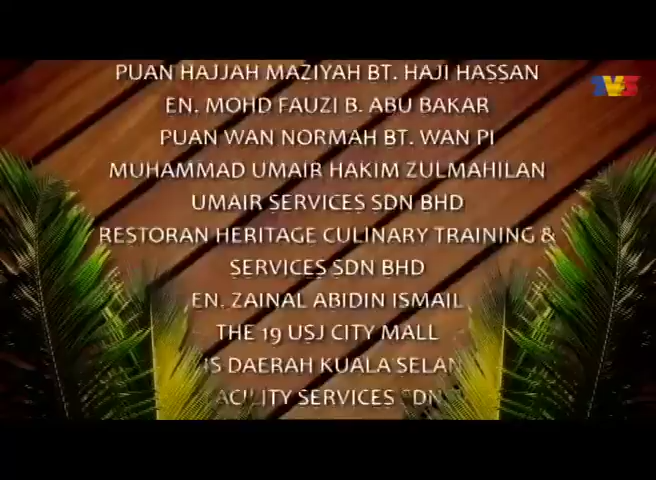 PUAN HAJJAH MAZIYAH BT. HAJI HASSAN
TV3
EN. MOHD FAUZI B. ABU BAKAR
PUAN WAN NORMAH BT. WAN PI
MUHAMMAD UMAIR HAKIM ZULMAHILAN
UMAIR SERVICES SDN BHD
RESTORAN HERITAGE CULINARY TRAINING &
SERVICES SDN BHD
EN. ZAINAL ABIDIN ISMAIL
THE 19 USJ CITY MALL
DAERAH KUALA
SERVICES